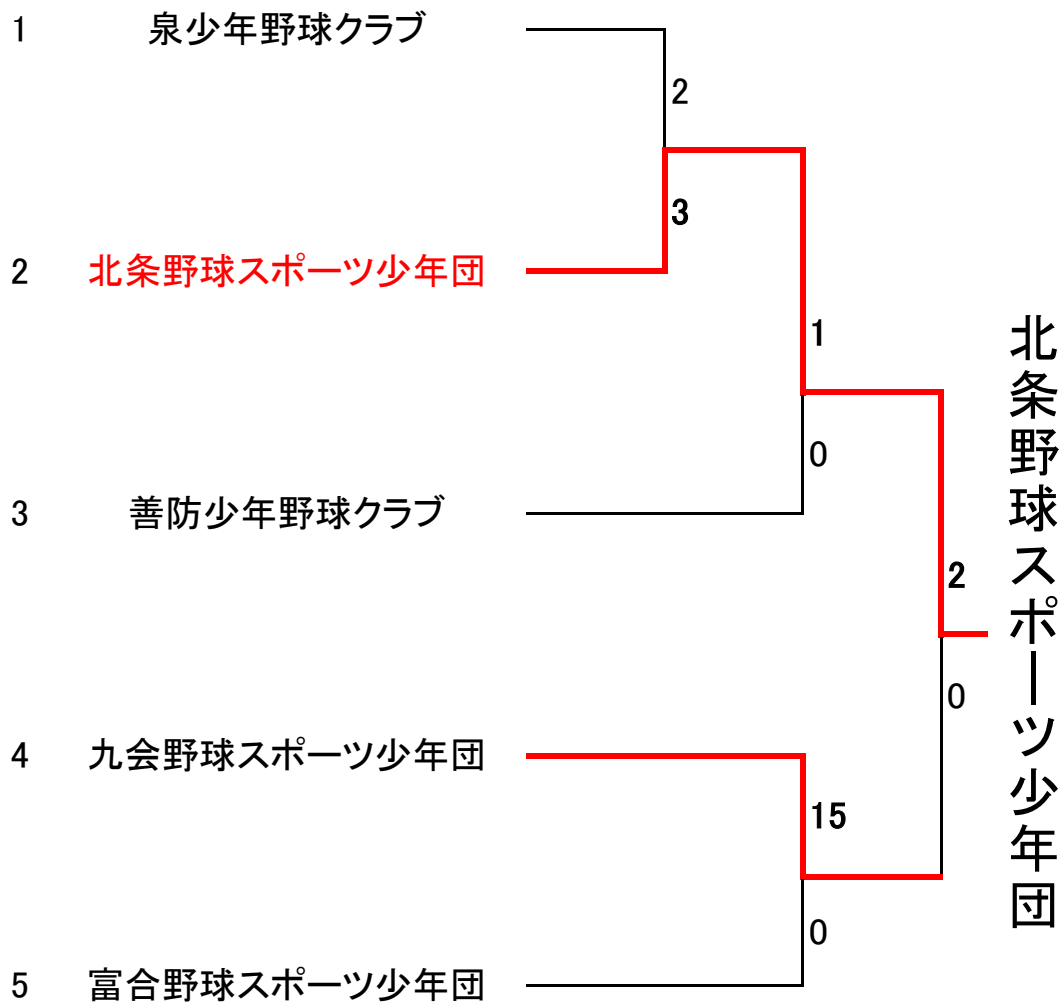 1 泉少年野球クラブ
2
3
2 北条野球スポーツ少年団
1
0
3 善防少年野球クラブ
2
0
北条野球スポーツ少年団
4 九会野球スポーツ少年団
15
0
5 富合野球スポーツ少年団